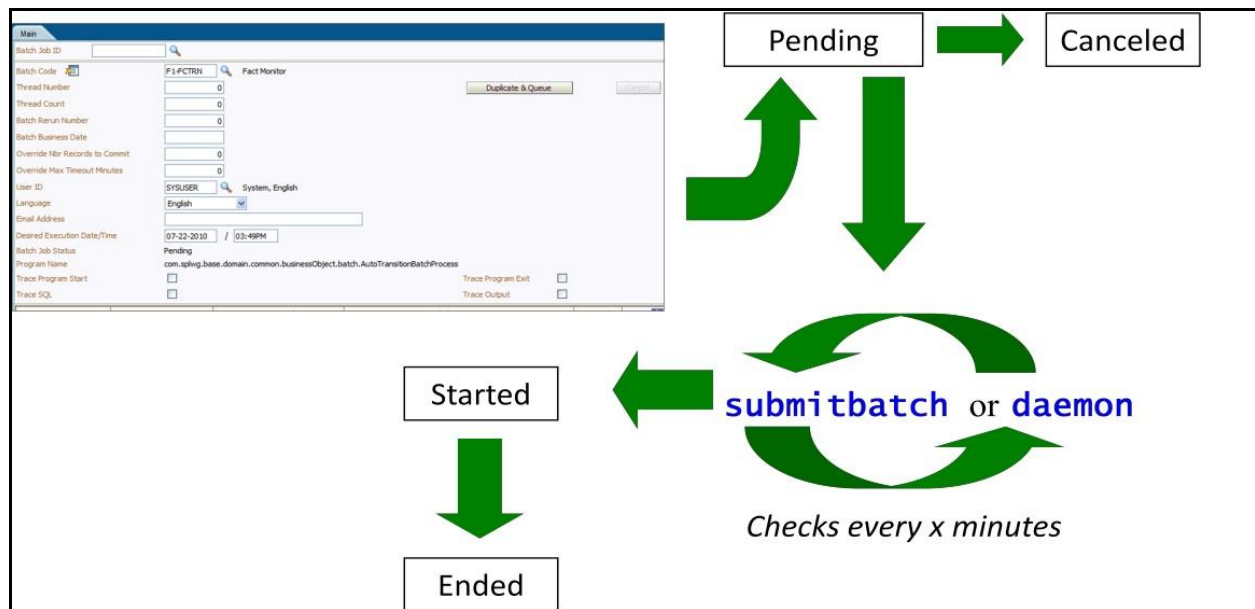 Main
Batch Job ID
Batch Code F1-FCTRN Fact Monitor
Thread Number 0 Duplicate & Queue Cancel
Thread Count 0
Batch Rerun Number 0
Batch Business Date
Override Nbr Records to Commit 0
Override Max Timeout Minutes 0
User ID SYSUSER System, English
Language English
Email Address
Desired Execution Date/Time 07-22-2010 / 03:49PM
Batch Job Status Pending
Program Name com.splwg.base.domain.common.businessObject.batch.AutoTransitionBatchProcess
Trace Program Start Trace Program Exit
Trace SQL Trace Output
Pending
Canceled
submitbatch or daemon
Checks every x minutes
Started
Ended